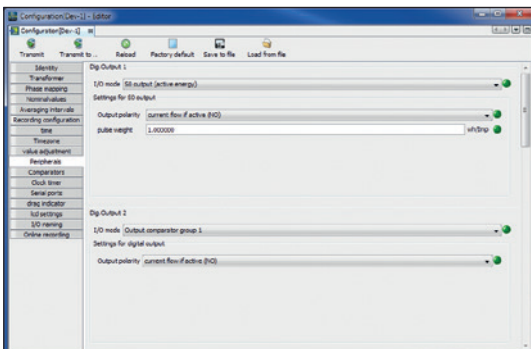 Configuration[Dev-1] - Editor
Configuration[Dev-1]
Transmit
Transmit to ...
Reload
Factory default
Save to file
Load from file
Identity
Transformer
Phase mapping
Nominalvalues
Averaging intervals
Recording configuration
time
Timezone
value adjustment
Peripherals
Comparators
Clock timer
Serial ports
drag indicator
lcd settings
I/O naming
Online recording
Dig.Output 1
I/O mode S0 output (active energy)
Settings for S0 output
Output polarity current flow if active (NO)
pulse weight 1.000000 wh/Imp
Dig.Output 2
I/O mode Output comparator group 1
Settings for digital output
Output polarity current flow if active (NO)